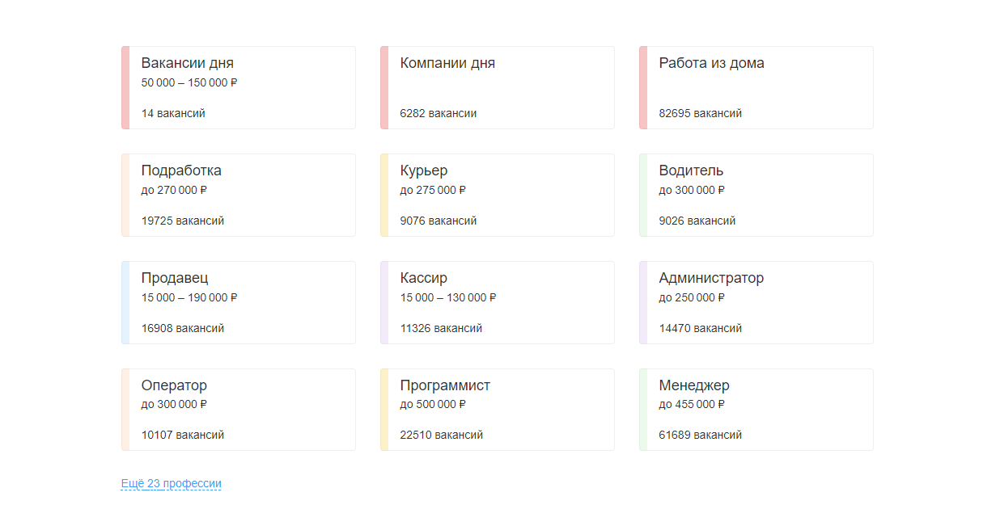 Вакансии дня
50 000 – 150 000 ₽
14 вакансий
Компании дня
6282 вакансии
Работа из дома
82695 вакансий
Подработка
до 270 000 ₽
19725 вакансий
Курьер
до 275 000 ₽
9076 вакансий
Водитель
до 300 000 ₽
9026 вакансий
Продавец
15 000 – 190 000 ₽
16908 вакансий
Кассир
15 000 – 130 000 ₽
11326 вакансий
Администратор
до 250 000 ₽
14470 вакансий
Оператор
до 300 000 ₽
10107 вакансий
Программист
до 500 000 ₽
22510 вакансий
Менеджер
до 455 000 ₽
61689 вакансий
Ещё 23 профессии